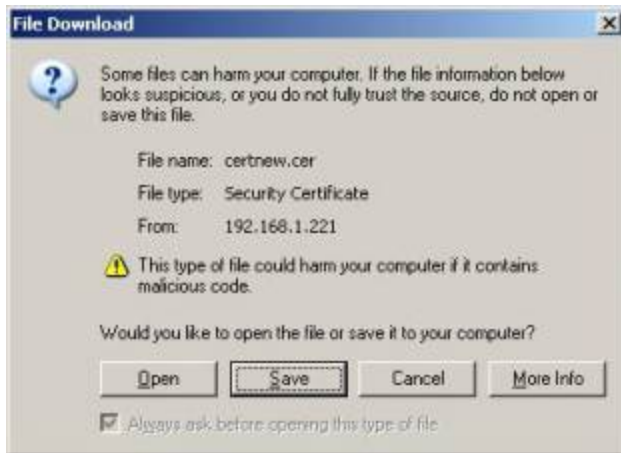 File Download
Some files can harm your computer. If the file information below
looks suspicious, or you do not fully trust the source, do not open or
save this file.
File name: certnew.cer
File type: Security Certificate
From: 192.168.1.221
This type of file could harm your computer if it contains
malicious code.
Would you like to open the file or save it to your computer?
Open Save Cancel More Info
Always ask before opening this type of file